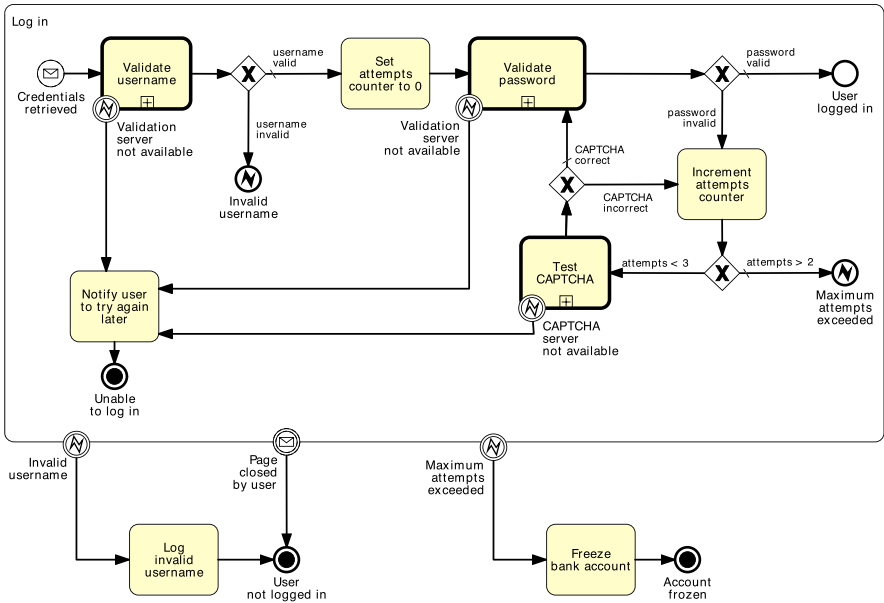 Log in
Credentials
retrieved
Validate
username
Validation
server
not available
username
valid
username
invalid
Invalid
username
Set
attempts
counter to 0
Validate
password
Validation
server
not available
password
valid
password
invalid
User
logged in
CAPTCHA
correct
CAPTCHA
incorrect
Increment
attempts
counter
attempts < 3
attempts > 2
Maximum
attempts
exceeded
Test
CAPTCHA
CAPTCHA
server
not available
Notify user
to try again
later
Unable
to log in
Invalid
username
Page
closed
by user
Maximum
attempts
exceeded
Log
invalid
username
User
not logged in
Freeze
bank account
Account
frozen